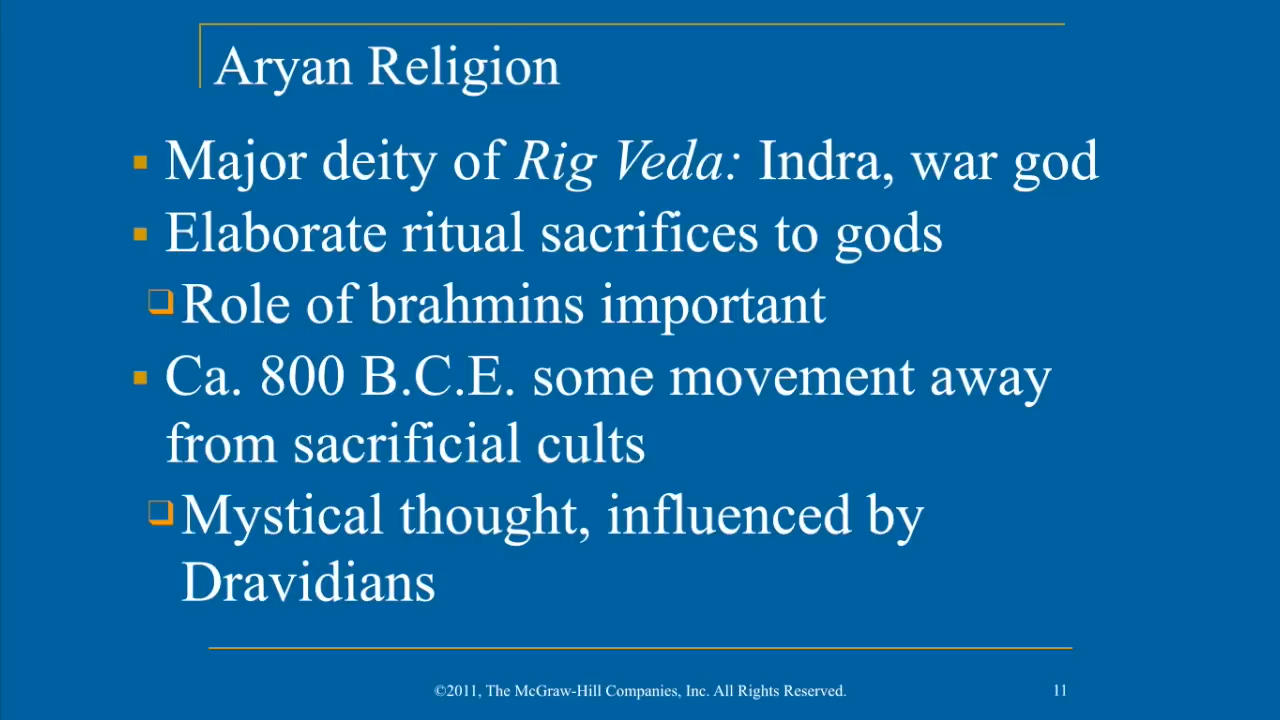 Aryan Religion
Major deity of Rig Veda: Indra, war god
Elaborate ritual sacrifices to gods
Role of brahmins important
Ca. 800 B.C.E. some movement away
from sacrificial cults
Mystical thought, influenced by
Dravidians
©2011, The McGraw-Hill Companies, Inc. All Rights Reserved.
11